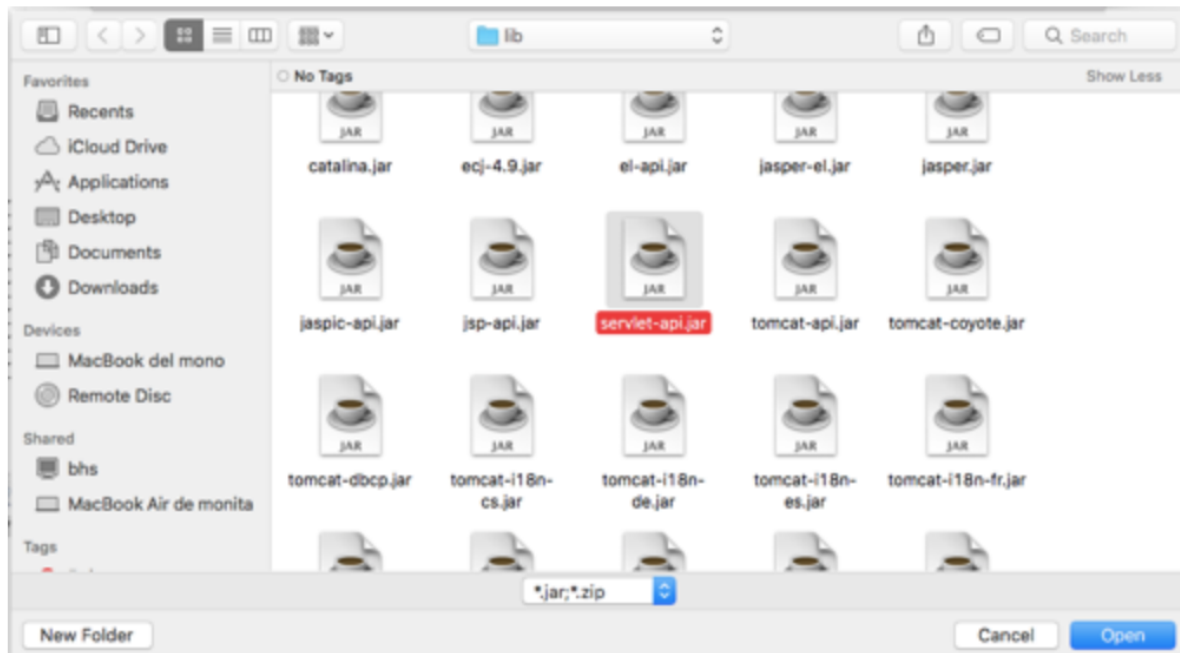 lib
Search
Favorites
Recents
iCloud Drive
Applications
Desktop
Documents
Downloads
Devices
MacBook del mono
Remote Disc
Shared
bhs
MacBook Air de monita
Tags
No Tags
Show Less
JAR JAR JAR JAR JAR
catalina.jar ecj-4.9.jar el-api.jar jasper-el.jar jasper.jar
JAR JAR JAR JAR JAR
jaspic-api.jar jsp-api.jar servlet-api.jar tomcat-api.jar tomcat-coyote.jar
JAR JAR JAR JAR JAR
tomcat-dbcp.jar tomcat-i18n- tomcat-i18n- tomcat-i18n- tomcat-i18n-fr.jar
cs.jar de.jar es.jar
*.jar;*.zip
New Folder
Cancel
Open